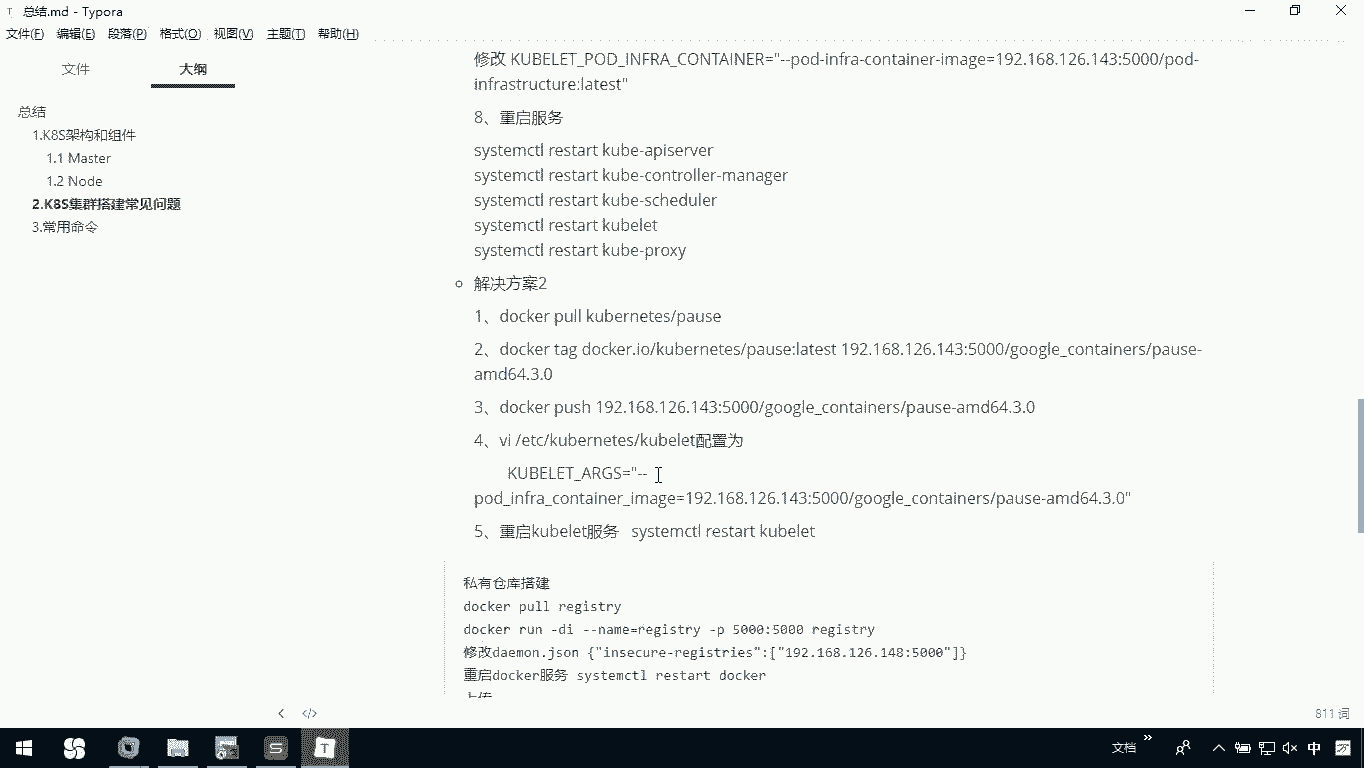 总结.md - Typora
文件(F) 编辑(E) 段落(P) 格式(O) 视图(V) 主题(T) 帮助(H)
文件 大纲
总结
1.K8S架构和组件
1.1 Master
1.2 Node
2.K8S集群搭建常见问题
3.常用命令
修改 KUBELET_POD_INFRA_CONTAINER="--pod-infra-container-image=192.168.126.143:5000/pod-
infrastructure:latest"
8、重启服务
systemctl restart kube-apiserver
systemctl restart kube-controller-manager
systemctl restart kube-scheduler
systemctl restart kubelet
systemctl restart kube-proxy
解决方案2
1、docker pull kubernetes/pause
2、docker tag docker.io/kubernetes/pause:latest 192.168.126.143:5000/google_containers/pause-
amd64.3.0
3、docker push 192.168.126.143:5000/google_containers/pause-amd64.3.0
4、vi /etc/kubernetes/kubelet配置为
KUBELET_ARGS="--
pod_infra_container_image=192.168.126.143:5000/google_containers/pause-amd64.3.0"
5、重启kubelet服务 systemctl restart kubelet
私有仓库搭建
docker pull registry
docker run -di --name=registry -p 5000:5000 registry
修改daemon.json {"insecure-registries":["192.168.126.148:5000"]}
重启docker服务 systemctl restart docker
811 词
文档
中